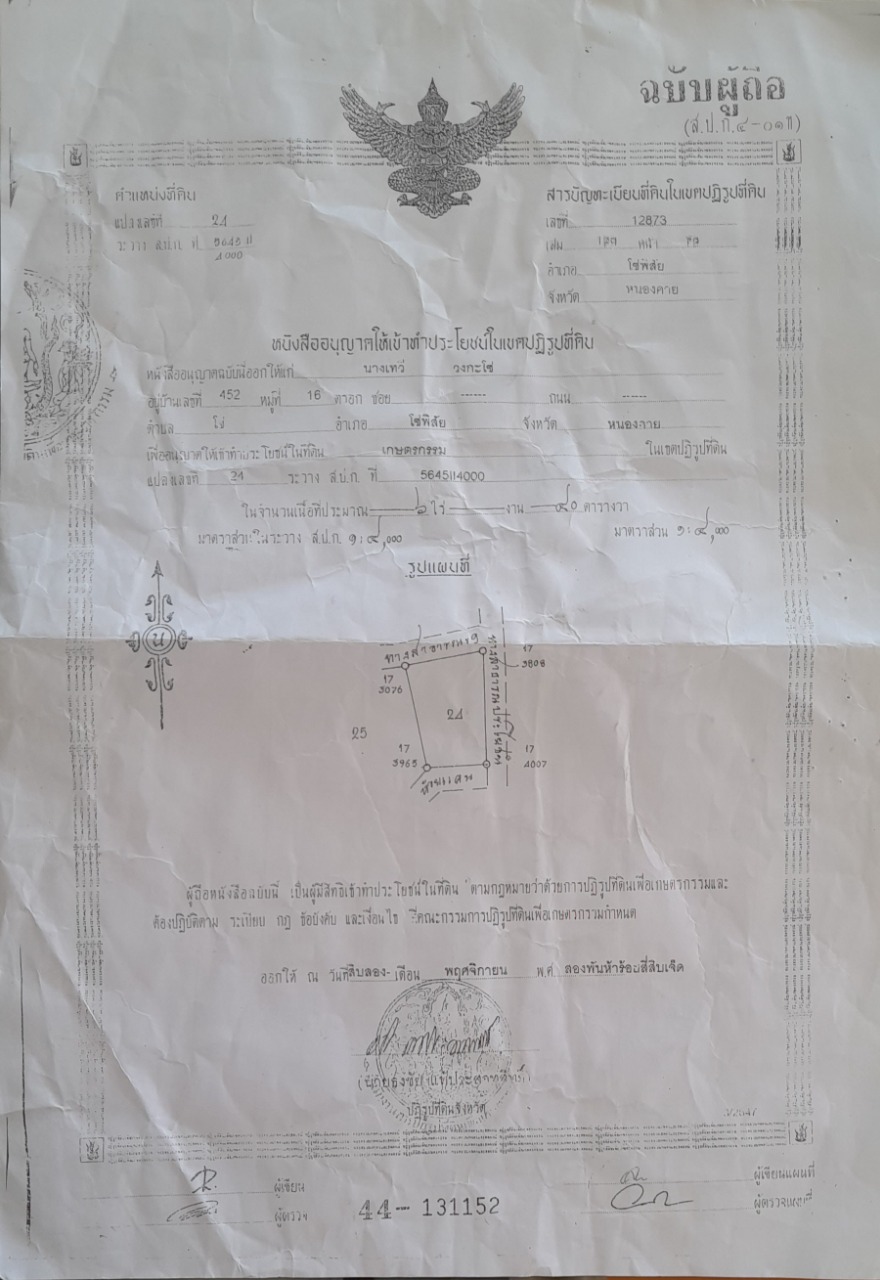 ฉบับผู้ถือ
(ส.ป.ก.๔-๐๑ข)
ตำแหน่งที่ดิน
แปลงเลขที่ 24
ระวาง ส.ป.ก. ที่ 5645 II
4000
สารบัญทะเบียนที่ดินในเขตปฏิรูปที่ดิน
เลขที่ 12873
เล่ม หน้า
อำเภอ โซ่พิสัย
จังหวัด หนองคาย
หนังสืออนุญาตให้เข้าทำประโยชน์ในเขตปฏิรูปที่ดิน
หนังสืออนุญาตฉบับนี้ออกให้แก่ นางเทวี วงกะโซ่
อยู่บ้านเลขที่ 452 หมู่ที่ 16 ตรอก ซอย ------ ถนน -----
ตำบล โซ่ อำเภอ โซ่พิสัย จังหวัด หนองคาย
เพื่ออนุญาตให้เข้าทำประโยชน์ในที่ดิน เกษตรกรรม ในเขตปฏิรูปที่ดิน
แปลงเลขที่ 24 ระวาง ส.ป.ก. ที่ 5645II4000
ในจำนวนเนื้อที่ประมาณ ๖ ไร่ - งาน ๘๐ ตารางวา
มาตราส่วนในระวาง ส.ป.ก. ๑:๔,๐๐๐ มาตราส่วน ๑:๔,๐๐๐
รูปแผนที่
น
ทางสาธารณประโยชน์
17
3808
17
3076
24
25
17
3965
17
4007
ห้วยแคน
ผู้ถือหนังสือฉบับนี้ เป็นผู้มีสิทธิเข้าทำประโยชน์ในที่ดิน ตามกฎหมายว่าด้วยการปฏิรูปที่ดินเพื่อเกษตรกรรมและ
ต้องปฏิบัติตาม ระเบียบ กฎ ข้อบังคับ และเงื่อนไข ที่คณะกรรมการปฏิรูปที่ดินเพื่อเกษตรกรรมกำหนด
ออกให้ ณ วันที่สิบสอง- เดือน พฤศจิกายน พ.ศ. สองพันห้าร้อยสี่สิบเจ็ด
ปฏิรูปที่ดินจังหวัด
V2547
ผู้เขียน
ผู้ตรวจ
44-131152
ผู้เขียนแผนที่
ผู้ตรวจแผนที่